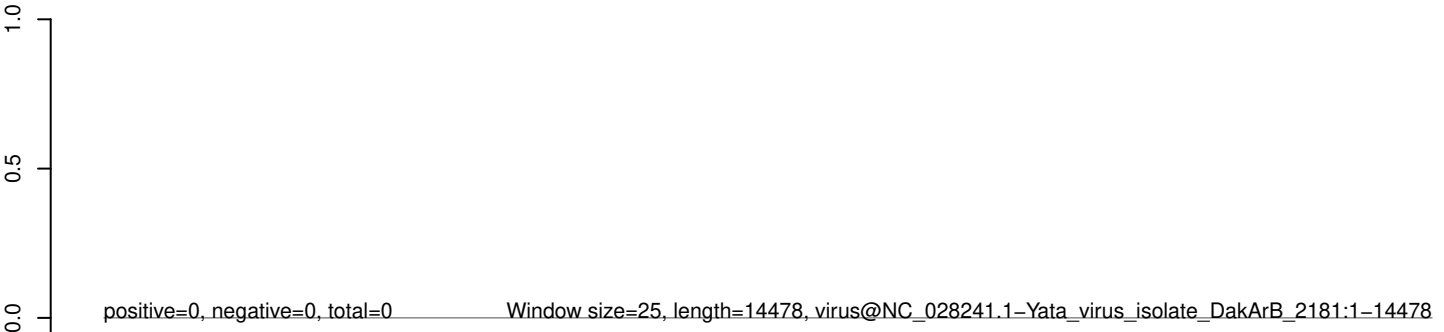 1.0
0.5
0.0
positive=0, negative=0, total=0 Window size=25, length=14478, virus@NC_028241.1−Yata_virus_isolate_DakArB_2181:1−14478